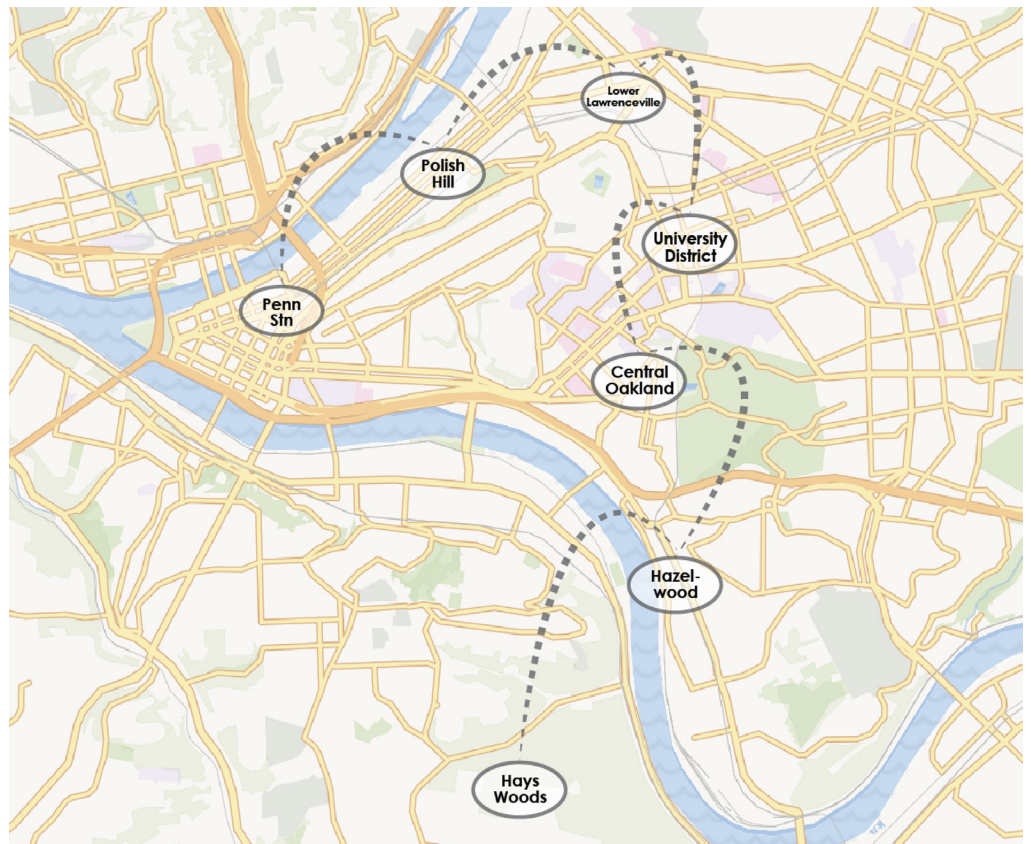 Lower
Lawrenceville
Polish
Hill
University
District
Penn
Stn
Central
Oakland
Hazel-
wood
Hays
Woods